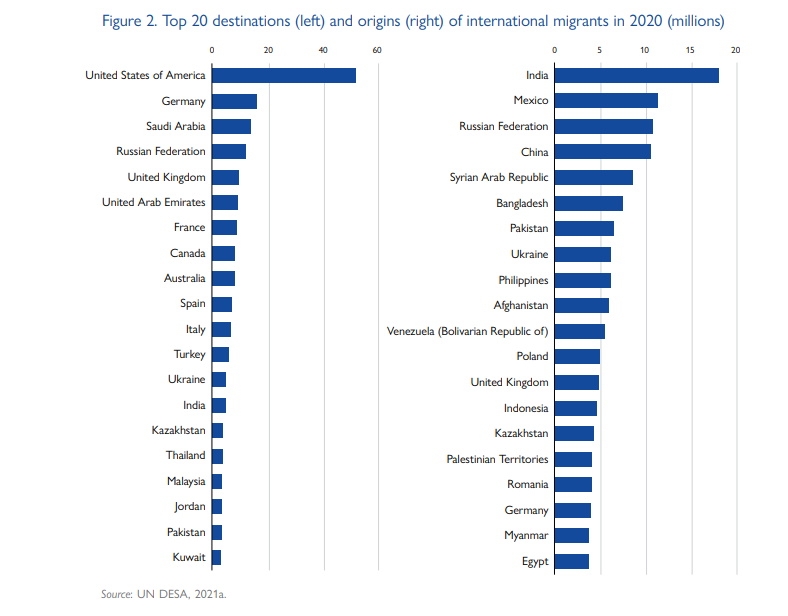 Figure 2. Top 20 destinations (left) and origins (right) of international migrants in 2020 (millions)
0 20 40 60
United States of America
Germany
Saudi Arabia
Russian Federation
United Kingdom
United Arab Emirates
France
Canada
Australia
Spain
Italy
Turkey
Ukraine
India
Kazakhstan
Thailand
Malaysia
Jordan
Pakistan
Kuwait
0 5 10 15 20
India
Mexico
Russian Federation
China
Syrian Arab Republic
Bangladesh
Pakistan
Ukraine
Philippines
Afghanistan
Venezuela (Bolivarian Republic of)
Poland
United Kingdom
Indonesia
Kazakhstan
Palestinian Territories
Romania
Germany
Myanmar
Egypt
Source: UN DESA, 2021a.